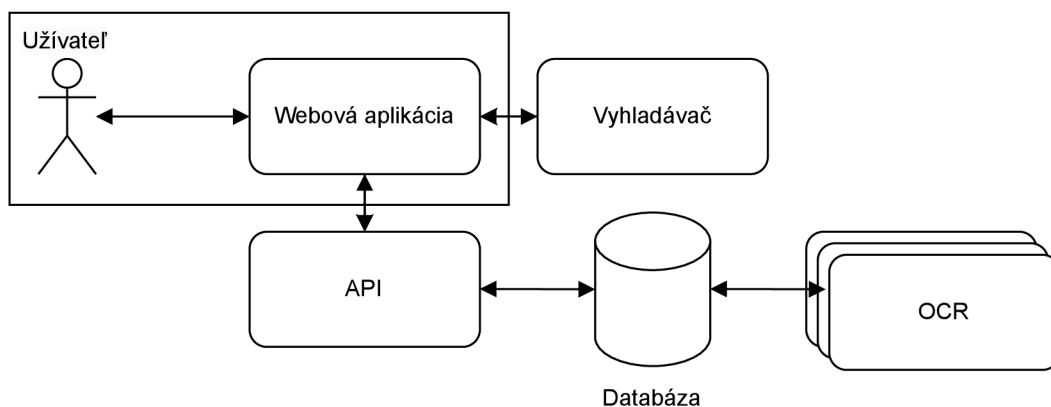 Užívateľ
Webová aplikácia
Vyhladávač
API
OCR
Databáza